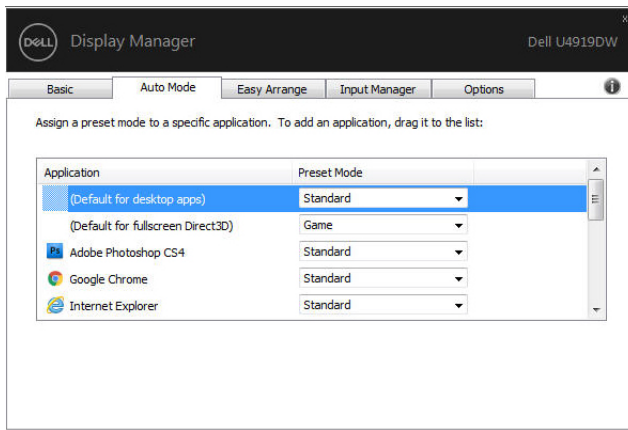 DELL Display Manager Dell U4919DW
x
Basic Auto Mode Easy Arrange Input Manager Options i
Assign a preset mode to a specific application. To add an application, drag it to the list:
Application Preset Mode
(Default for desktop apps) Standard
(Default for fullscreen Direct3D) Game
Ps Adobe Photoshop CS4 Standard
Google Chrome Standard
Internet Explorer Standard